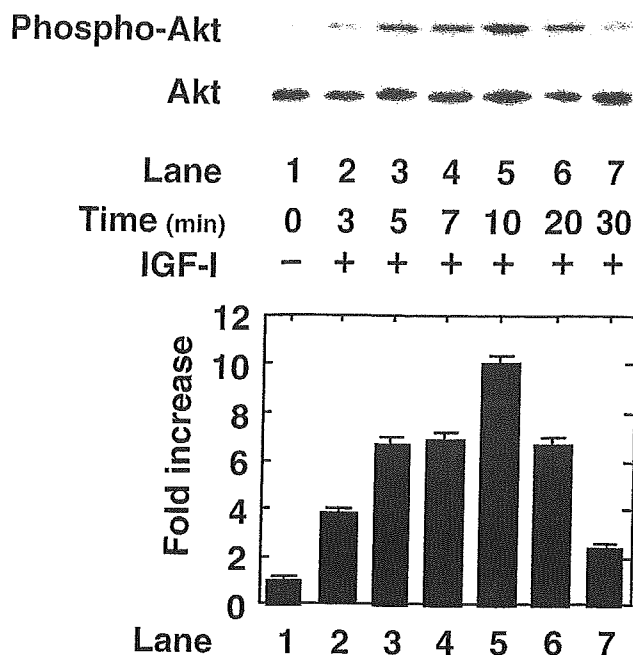 Phospho-Akt
Akt
Lane 1 2 3 4 5 6 7
Time (min) 0 3 5 7 10 20 30
IGF-I − + + + + + +
Fold increase
12
10
8
6
4
2
0
Lane 1 2 3 4 5 6 7